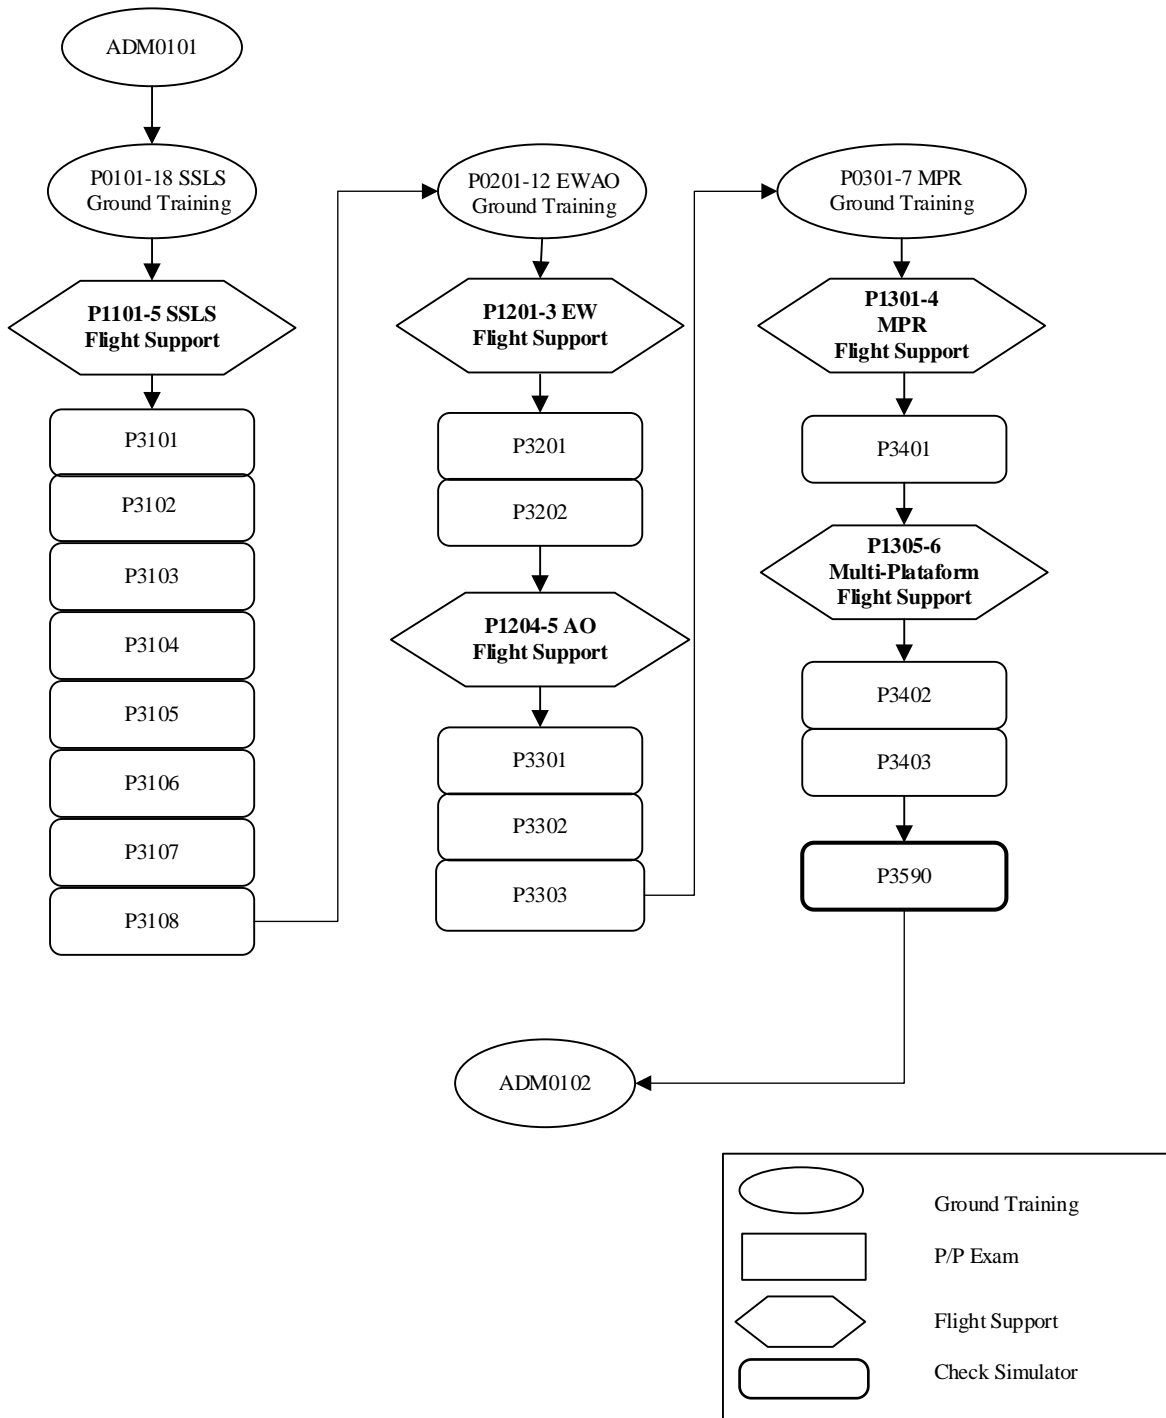 ADM0101
P0101-18 SSLS
Ground Training
P1101-5 SSLS
Flight Support
P3101
P3102
P3103
P3104
P3105
P3106
P3107
P3108
P0201-12 EWAO
Ground Training
P1201-3 EW
Flight Support
P3201
P3202
P1204-5 AO
Flight Support
P3301
P3302
P3303
P0301-7 MPR
Ground Training
P1301-4
MPR
Flight Support
P3401
P1305-6
Multi-Plataform
Flight Support
P3402
P3403
P3590
ADM0102
Ground Training
P/P Exam
Flight Support
Check Simulator